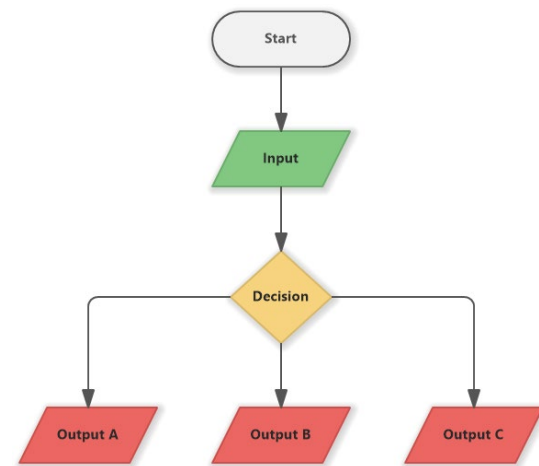 Start
Input
Decision
Output A
Output B
Output C